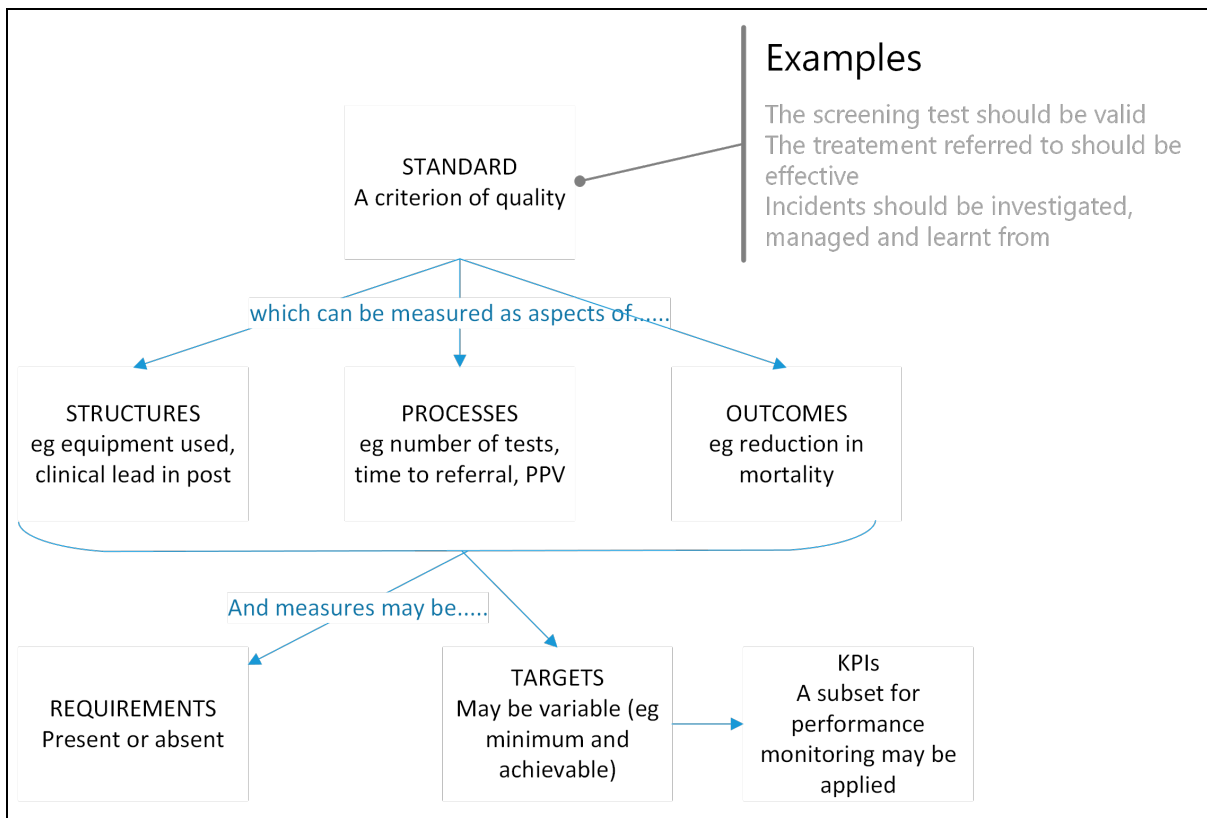 Examples
The screening test should be valid
The treatement referred to should be
effective
Incidents should be investigated,
managed and learnt from
STANDARD
A criterion of quality
which can be measured as aspects of......
STRUCTURES
eg equipment used,
clinical lead in post
PROCESSES
eg number of tests,
time to referral, PPV
OUTCOMES
eg reduction in
mortality
And measures may be.....
REQUIREMENTS
Present or absent
TARGETS
May be variable (eg
minimum and
achievable)
KPIs
A subset for
performance
monitoring may be
applied